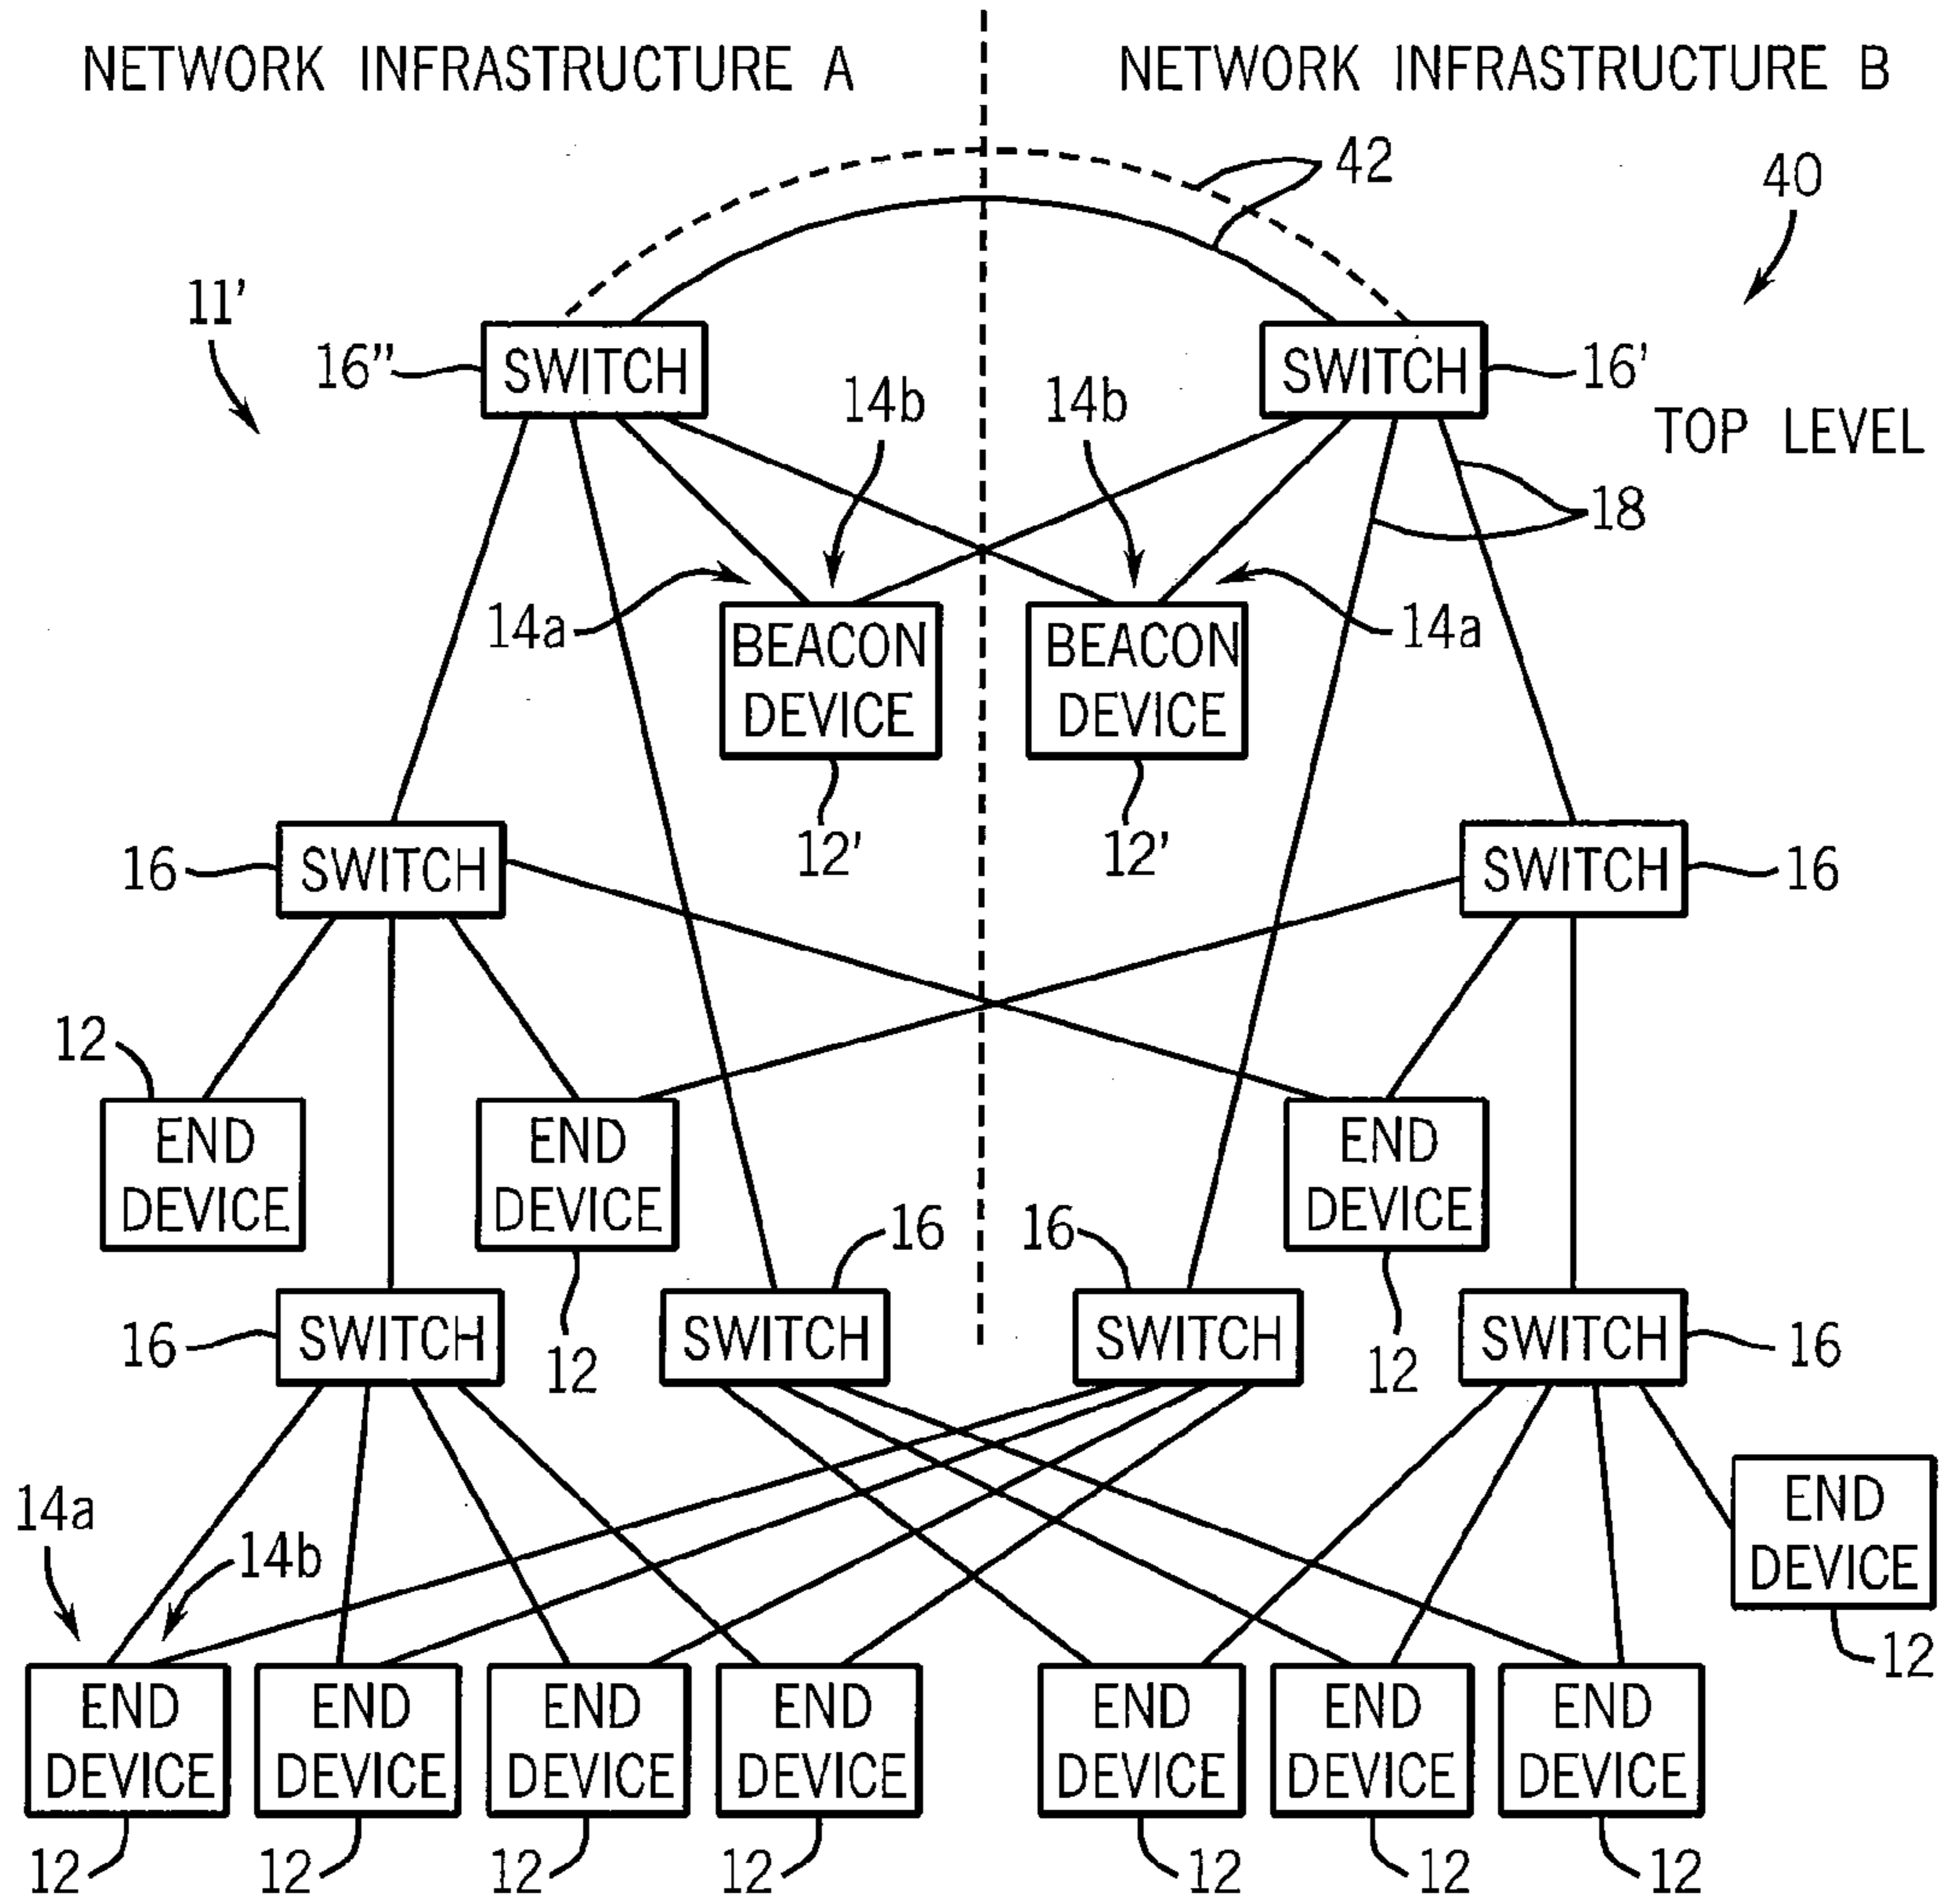 NETWORK INFRASTRUCTURE A
NETWORK INFRASTRUCTURE B
42
40
11'
16"
SWITCH
14b
14b
SWITCH
16'
TOP LEVEL
18
14a
BEACON
DEVICE
BEACON
DEVICE
14a
12'
12'
16
SWITCH
SWITCH
16
12
END
DEVICE
END
DEVICE
END
DEVICE
16
16
16
SWITCH
12
SWITCH
SWITCH
12
SWITCH
16
14a
14b
END
DEVICE
12
END
DEVICE
END
DEVICE
END
DEVICE
END
DEVICE
END
DEVICE
END
DEVICE
END
DEVICE
12
12
12
12
12
12
12